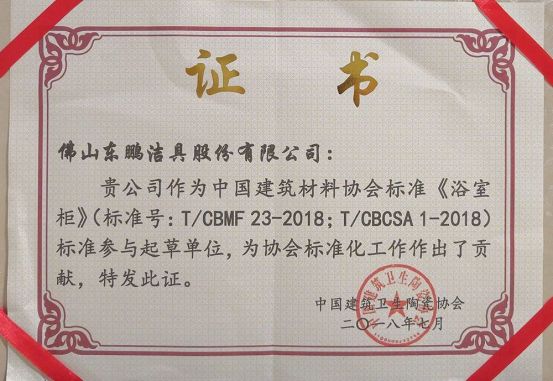 证书
佛山东鹏洁具股份有限公司：
贵公司作为中国建筑材料协会标准《浴室
柜》（标准号：T/CBMF 23-2018；T/CBCSA 1-2018）
标准参与起草单位，为协会标准化工作作出了贡
献，特发此证。
中国建筑卫生陶瓷协会
二〇一八年七月